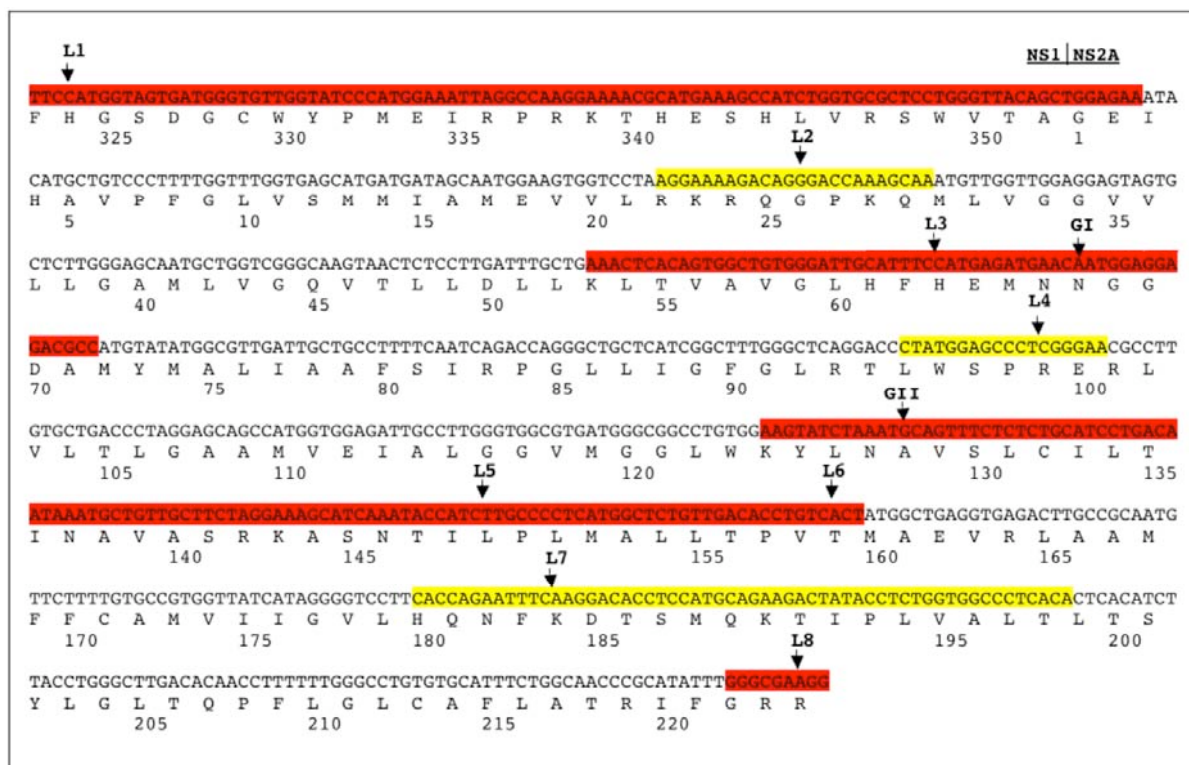 L1 NS1|NS2A
TTCCATGGTAGTGATGGGTGTTGGTATCCCATGGAAATTAGGCCAAGGAAAACGCATGAAAGCCATCTGGTGCGCTCCTGGGTTACAGCTGGAGAAATA
F H G S D G C W Y P M E I R P R K T H E S H L V R S W V T A G E I
325 330 335 340 350 1
L2
CATGCTGTCCCTTTTGGTTTGGTGAGCATGATGATAGCAATGGAAGTGGTCCTAAGGAAAAGACAGGGACCAAAGCAAATGTTGGTTGGAGGAGTAGTG
H A V P F G L V S M M I A M E V V L R K R Q G P K Q M L V G G V V
5 10 15 20 25 35
L3 GI
CTCTTGGGAGCAATGCTGGTCGGGCAAGTAACTCTCCTTGATTTGCTGAAACTCACAGTGGCTGTGGGATTGCATTTCCATGAGATGAACAATGGAGGA
L L G A M L V G Q V T L L D L L K L T V A V G L H F H E M N N G G
40 45 50 55 60
L4
GACGCCATGTATATGGCGTTGATTGCTGCCTTTTCAATCAGACCAGGGCTGCTCATCGGCTTTGGGCTCAGGACCCTATGGAGCCCTCGGGAACGCCTT
D A M Y M A L I A A F S I R P G L L I G F G L R T L W S P R E R L
70 75 80 85 90 100
GII
GTGCTGACCCTAGGAGCAGCCATGGTGGAGATTGCCTTGGGTGGCGTGATGGGCGGCCTGTGGAAGTATCTAAATGCAGTTTCTCTCTGCATCCTGACA
V L T L G A A M V E I A L G G V M G G L W K Y L N A V S L C I L T
105 110 120 130 135
L5 L6
ATAAATGCTGTTGCTTCTAGGAAAGCATCAAATACCATCTTGCCCCTCATGGCTCTGTTGACACCTGTCACTATGGCTGAGGTGAGACTTGCCGCAATG
I N A V A S R K A S N T I L P L M A L L T P V T M A E V R L A A M
140 145 155 160 165
L7
TTCTTTTGTGCCGTGGTTATCATAGGGGTCCTTCACCAGAATTTCAAGGACACCTCCATGCAGAAGACTATACCTCTGGTGGCCCTCACACTCACATCT
F F C A M V I I G V L H Q N F K D T S M Q K T I P L V A L T L T S
170 175 180 185 195 200
L8
TACCTGGGCTTGACACAACCTTTTTTGGGCCTGTGTGCATTTCTGGCAACCCGCATATTTGGGCGAAGG
Y L G L T Q P F L G L C A F L A T R I F G R R
205 210 215 220